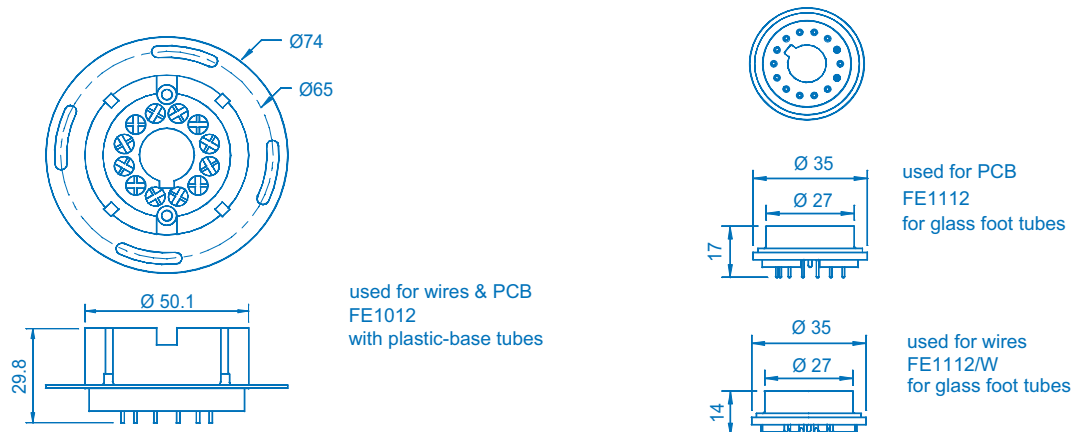 Ø74
Ø65
used for wires & PCB
FE1012
with plastic-base tubes
Ø 50.1
29.8
Ø 35
Ø 27
17
used for PCB
FE1112
for glass foot tubes
Ø 35
Ø 27
14
used for wires
FE1112/W
for glass foot tubes